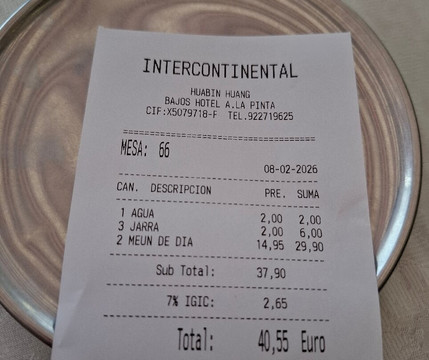 INTERCONTINENTAL
HUABIN HUANG
BAJOS HOTEL A.LA PINTA
CIF:X5079718-F TEL.922719625
MESA: 66
08-02-2026
CAN. DESCRIPCION PRE. SUMA
1 AGUA 2,00 2,00
3 JARRA 2,00 6,00
2 MEUN DE DIA 14,95 29,90
Sub Total: 37,90
7% IGIC: 2,65
Total: 40,55 Euro